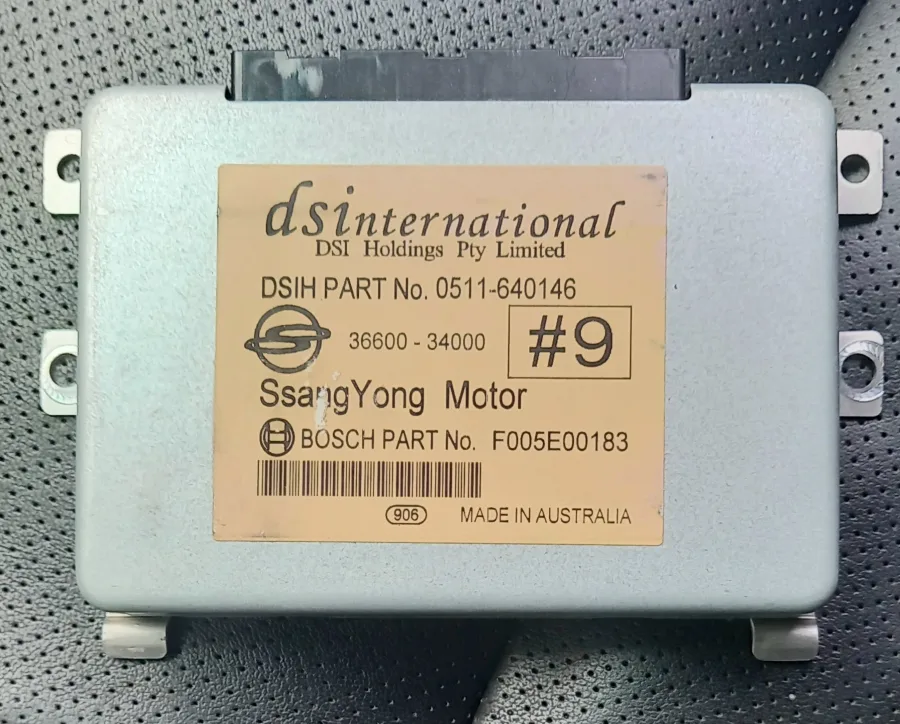 dsinternational
DSI Holdings Pty Limited
DSIH PART No. 0511-640146
36600 - 34000
#9
SsangYong Motor
BOSCH PART No. F005E00183
906
MADE IN AUSTRALIA